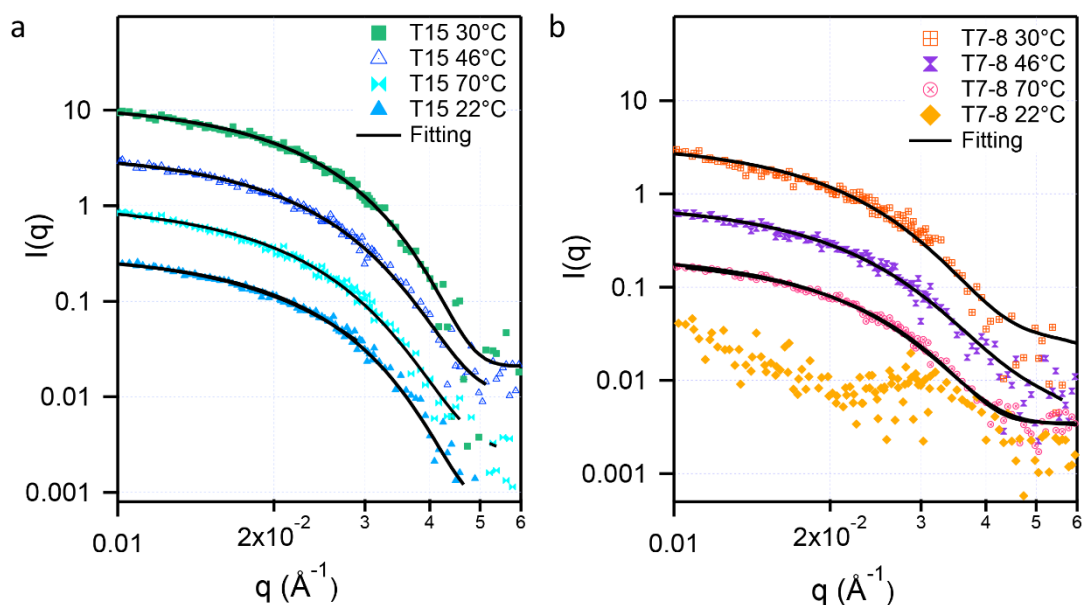 a
T15 30°C
T15 46°C
T15 70°C
T15 22°C
Fitting
10
1
0.1
0.01
0.001
I(q)
0.01
2x10⁻²
3
4
5
6
q (Å⁻¹)
b
T7-8 30°C
T7-8 46°C
T7-8 70°C
T7-8 22°C
Fitting
10
1
0.1
0.01
0.001
I(q)
0.01
2x10⁻²
3
4
5
6
q (Å⁻¹)